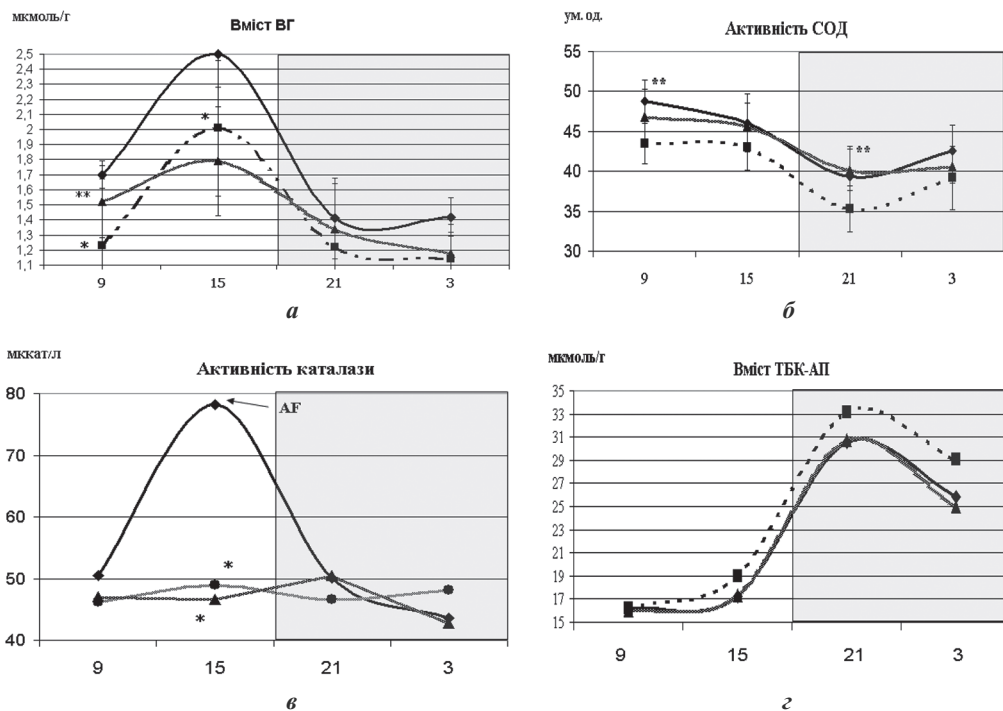 мкмоль/г
Вміст ВГ
2,5
2,4
2,3
2,2
2,1
2
1,9
1,8
1,7
1,6
1,5
1,4
1,3
1,2
1,1
*
**
*
9 15 21 3
а
ум. од.
Активність СОД
55
50
45
40
35
30
**
**
9 15 21 3
б
мккат/л
Активність каталази
80
70
60
50
40
AF
*
*
9 15 21 3
в
мкмоль/г
Вміст ТБК-АП
35
33
31
29
27
25
23
21
19
17
15
9 15 21 3
г